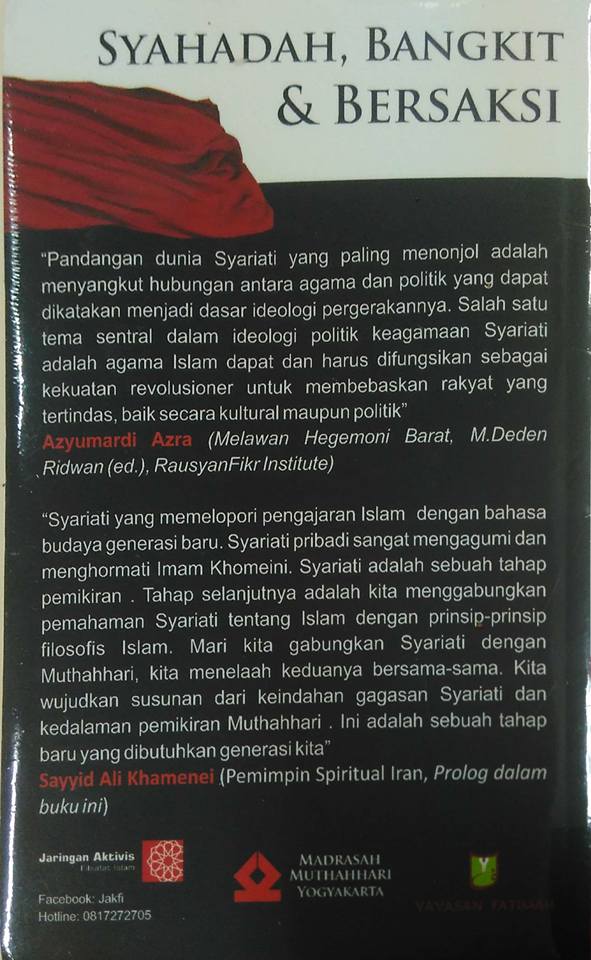 SYAHADAH, BANGKIT
& BERSAKSI
“Pandangan dunia Syariati yang paling menonjol adalah
menyangkut hubungan antara agama dan politik yang dapat
dikatakan menjadi dasar ideologi pergerakannya. Salah satu
tema sentral dalam ideologi politik keagamaan Syariati
adalah agama Islam dapat dan harus difungsikan sebagai
kekuatan revolusioner untuk membebaskan rakyat yang
tertindas, baik secara kultural maupun politik”
Azyumardi Azra (Melawan Hegemoni Barat, M.Deden
Ridwan (ed.), RausyanFikr Institute)
“Syariati yang memelopori pengajaran Islam dengan bahasa
budaya generasi baru. Syariati pribadi sangat mengagumi dan
menghormati Imam Khomeini. Syariati adalah sebuah tahap
pemikiran . Tahap selanjutnya adalah kita menggabungkan
pemahaman Syariati tentang Islam dengan prinsip-prinsip
filosofis Islam. Mari kita gabungkan Syariati dengan
Muthahhari, kita menelaah keduanya bersama-sama. Kita
wujudkan susunan dari keindahan gagasan Syariati dan
kedalaman pemikiran Muthahhari . Ini adalah sebuah tahap
baru yang dibutuhkan generasi kita”
Sayyid Ali Khamenei (Pemimpin Spiritual Iran, Prolog dalam
buku ini)
Jaringan Aktivis
Filsafat Islam
Facebook: Jakfi
Hotline: 0817272705
MADRASAH
MUTHAHHARI
YOGYAKARTA
YAYASAN FATIMAH